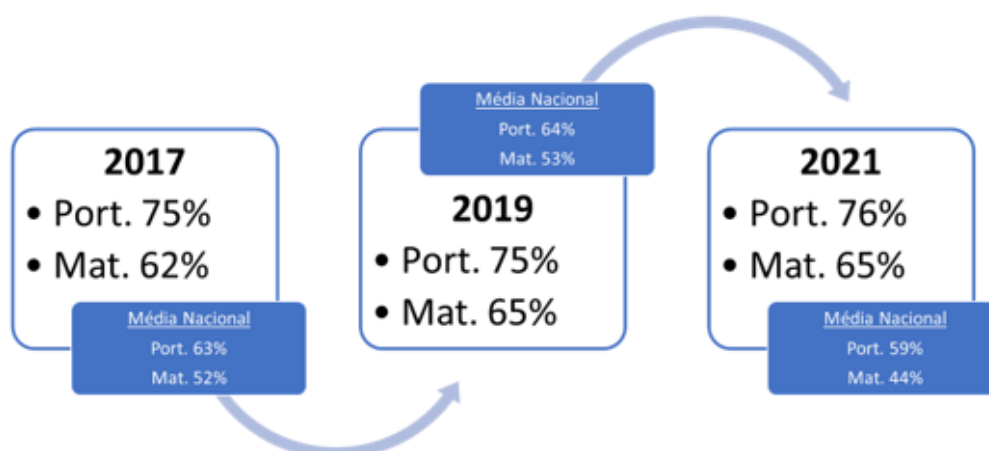 2017
• Port. 75%
• Mat. 62%
Média Nacional
Port. 63%
Mat. 52%
Média Nacional
Port. 64%
Mat. 53%
2019
• Port. 75%
• Mat. 65%
2021
• Port. 76%
• Mat. 65%
Média Nacional
Port. 59%
Mat. 44%